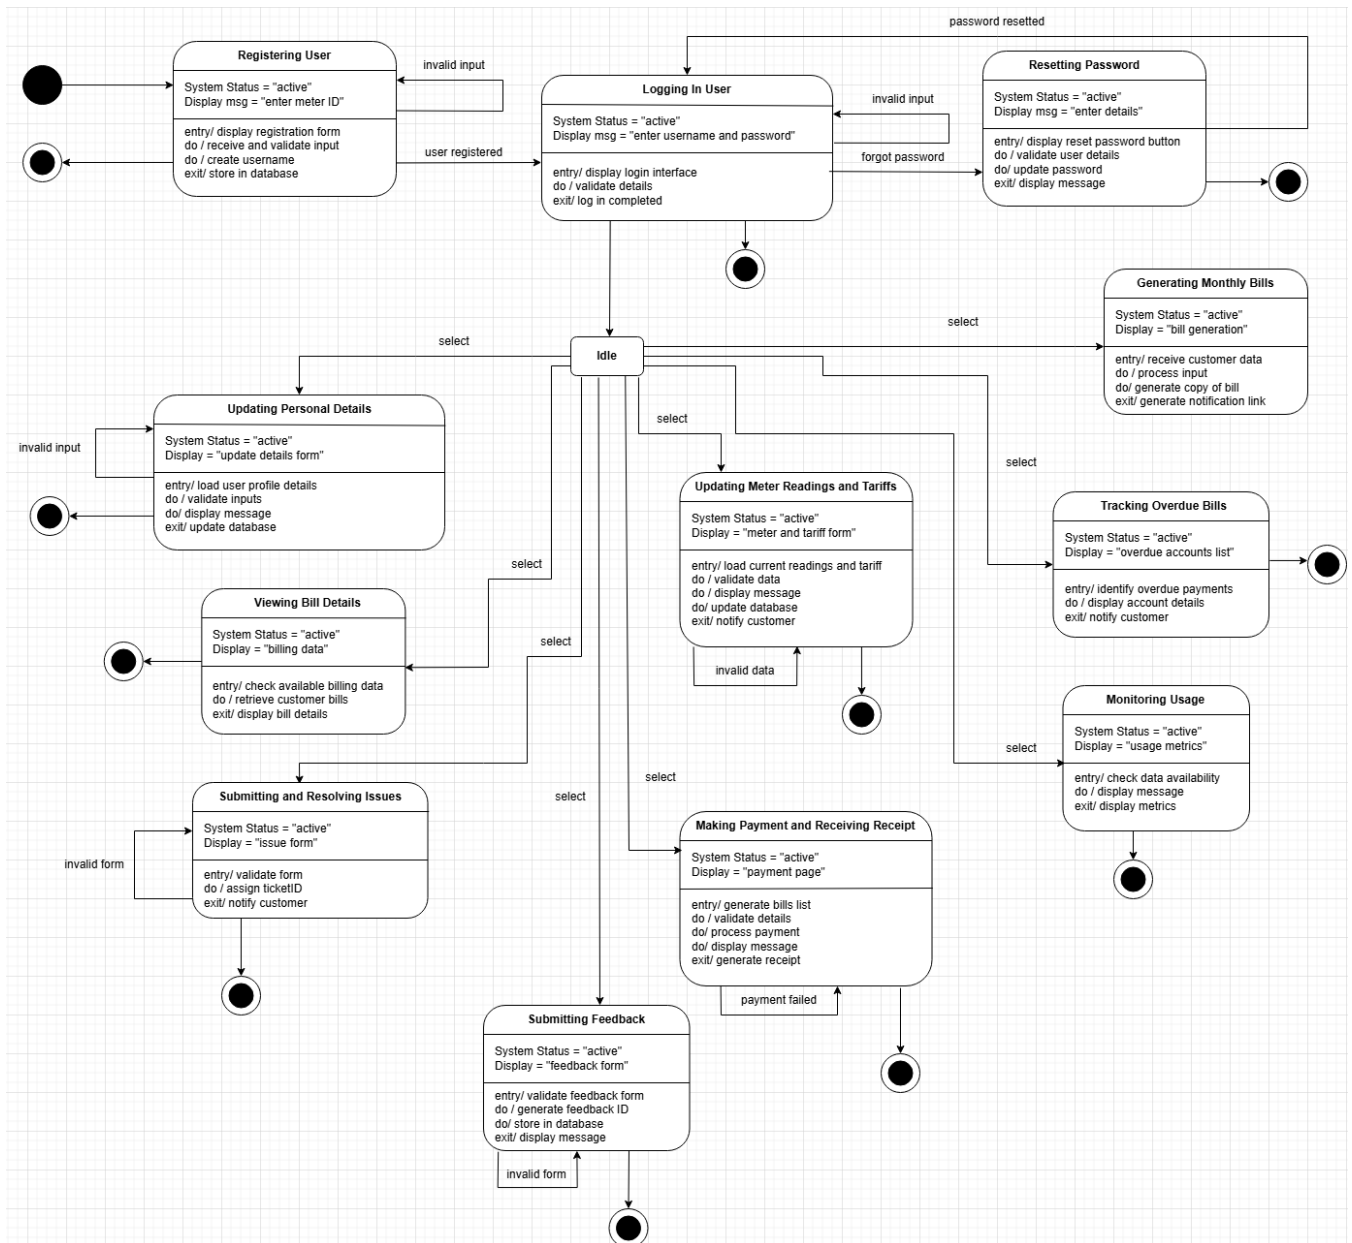 password resetted
Registering User
System Status = "active"
Display msg = "enter meter ID"
entry/ display registration form
do / receive and validate input
do / create username
exit/ store in database
invalid input
user registered
Logging In User
System Status = "active"
Display msg = "enter username and password"
entry/ display login interface
do / validate details
exit/ log in completed
invalid input
forgot password
Resetting Password
System Status = "active"
Display msg = "enter details"
entry/ display reset password button
do / validate user details
do/ update password
exit/ display message
Idle
select
select
Generating Monthly Bills
System Status = "active"
Display = "bill generation"
entry/ receive customer data
do / process input
do/ generate copy of bill
exit/ generate notification link
Updating Personal Details
System Status = "active"
Display = "update details form"
entry/ load user profile details
do / validate inputs
do/ display message
exit/ update database
invalid input
select
Updating Meter Readings and Tariffs
System Status = "active"
Display = "meter and tariff form"
entry/ load current readings and tariff
do / validate data
do / display message
do/ update database
exit/ notify customer
invalid data
select
Tracking Overdue Bills
System Status = "active"
Display = "overdue accounts list"
entry/ identify overdue payments
do / display account details
exit/ notify customer
select
Viewing Bill Details
System Status = "active"
Display = "billing data"
entry/ check available billing data
do / retrieve customer bills
exit/ display bill details
select
Monitoring Usage
System Status = "active"
Display = "usage metrics"
entry/ check data availability
do / display message
exit/ display metrics
select
Submitting and Resolving Issues
System Status = "active"
Display = "issue form"
entry/ validate form
do / assign ticketID
exit/ notify customer
invalid form
select
select
Making Payment and Receiving Receipt
System Status = "active"
Display = "payment page"
entry/ generate bills list
do / validate details
do/ process payment
do/ display message
exit/ generate receipt
payment failed
Submitting Feedback
System Status = "active"
Display = "feedback form"
entry/ validate feedback form
do / generate feedback ID
do/ store in database
exit/ display message
invalid form